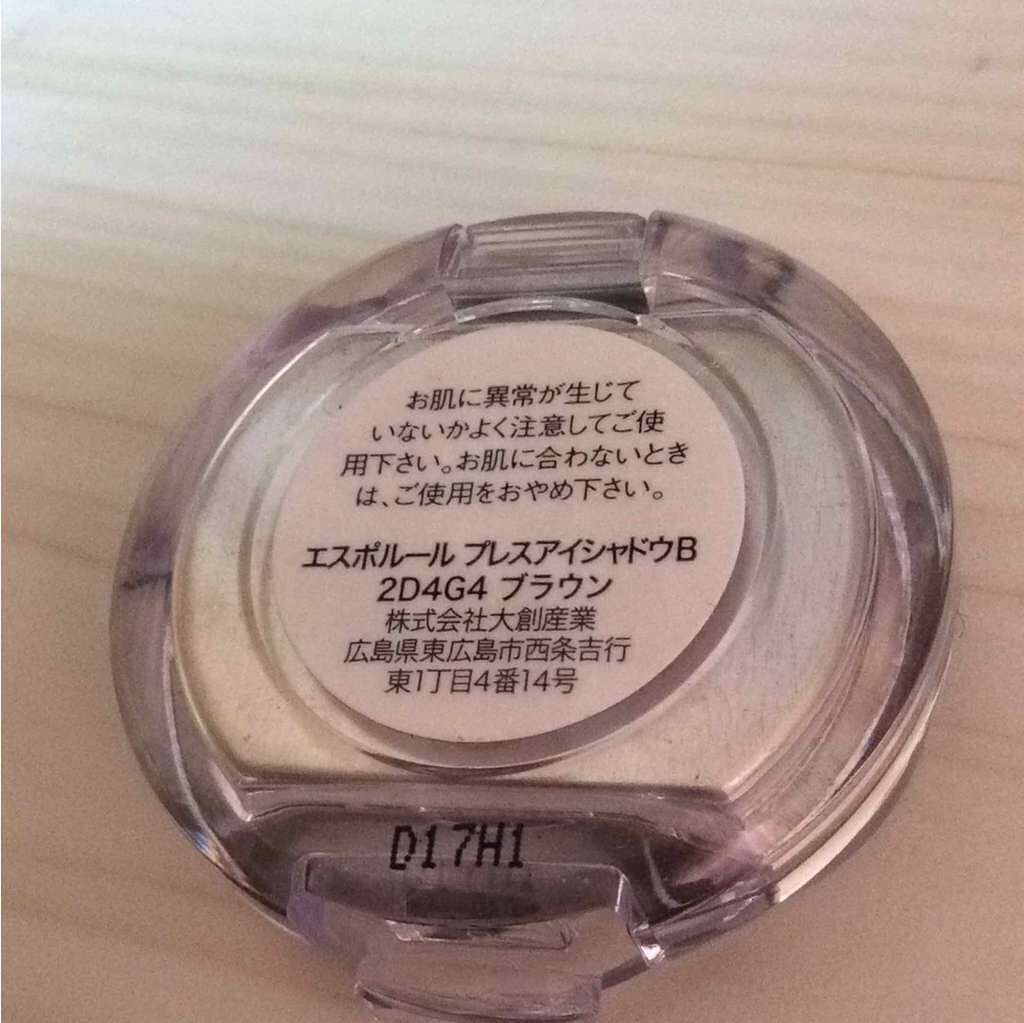 お肌に異常が生じて
いないかよく注意してご使
用下さい。お肌に合わないとき
は、ご使用をおやめ下さい。
エスポルール プレスアイシャドウB
2D4G4 ブラウン
株式会社大創産業
広島県東広島市西条吉行
東1丁目4番14号
D17H1